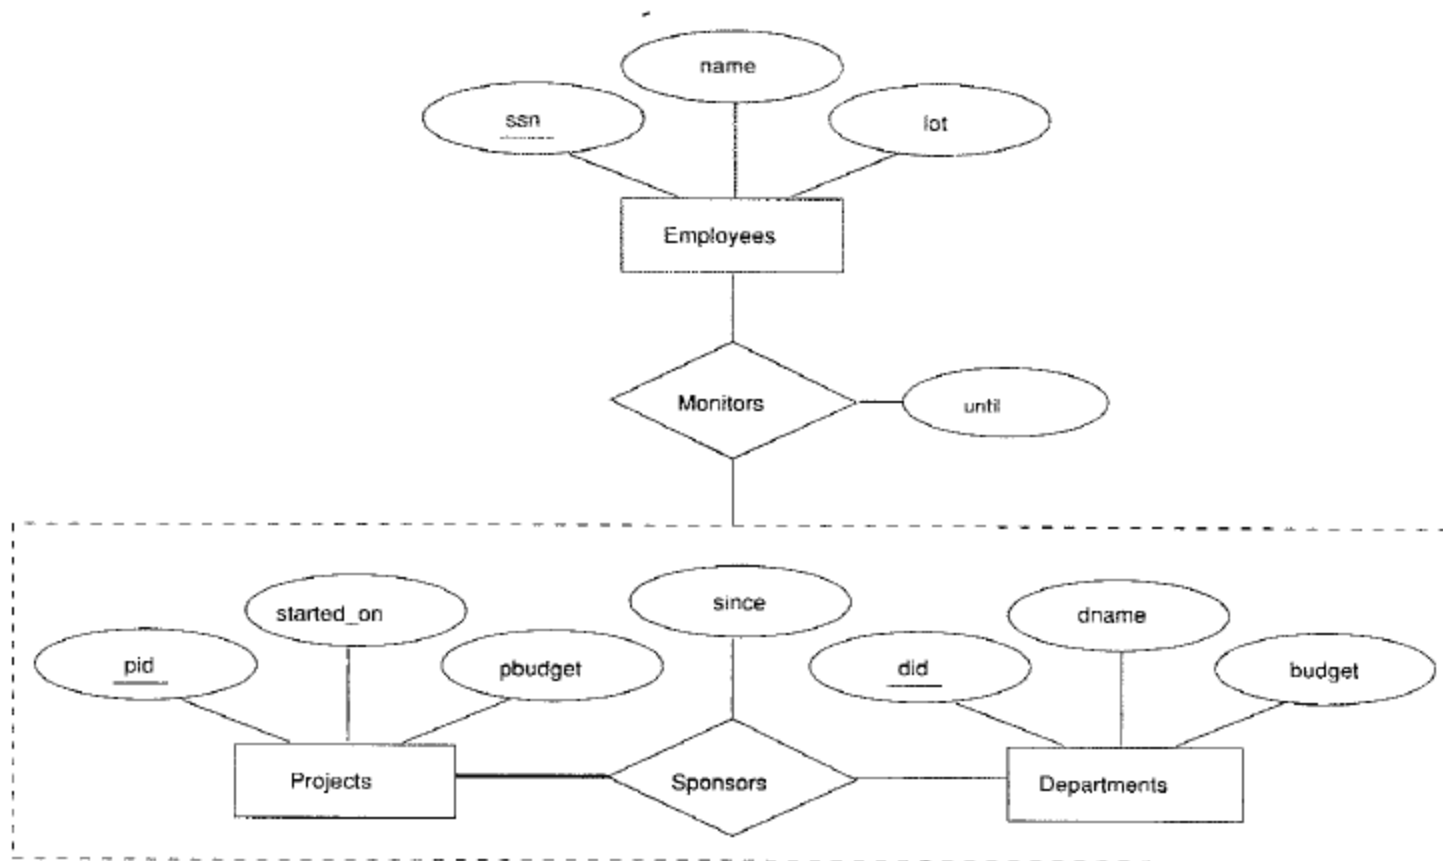 name
ssn
lot
Employees
Monitors
until
since
started_on
dname
pid
pbudget
did
budget
Projects
Sponsors
Departments